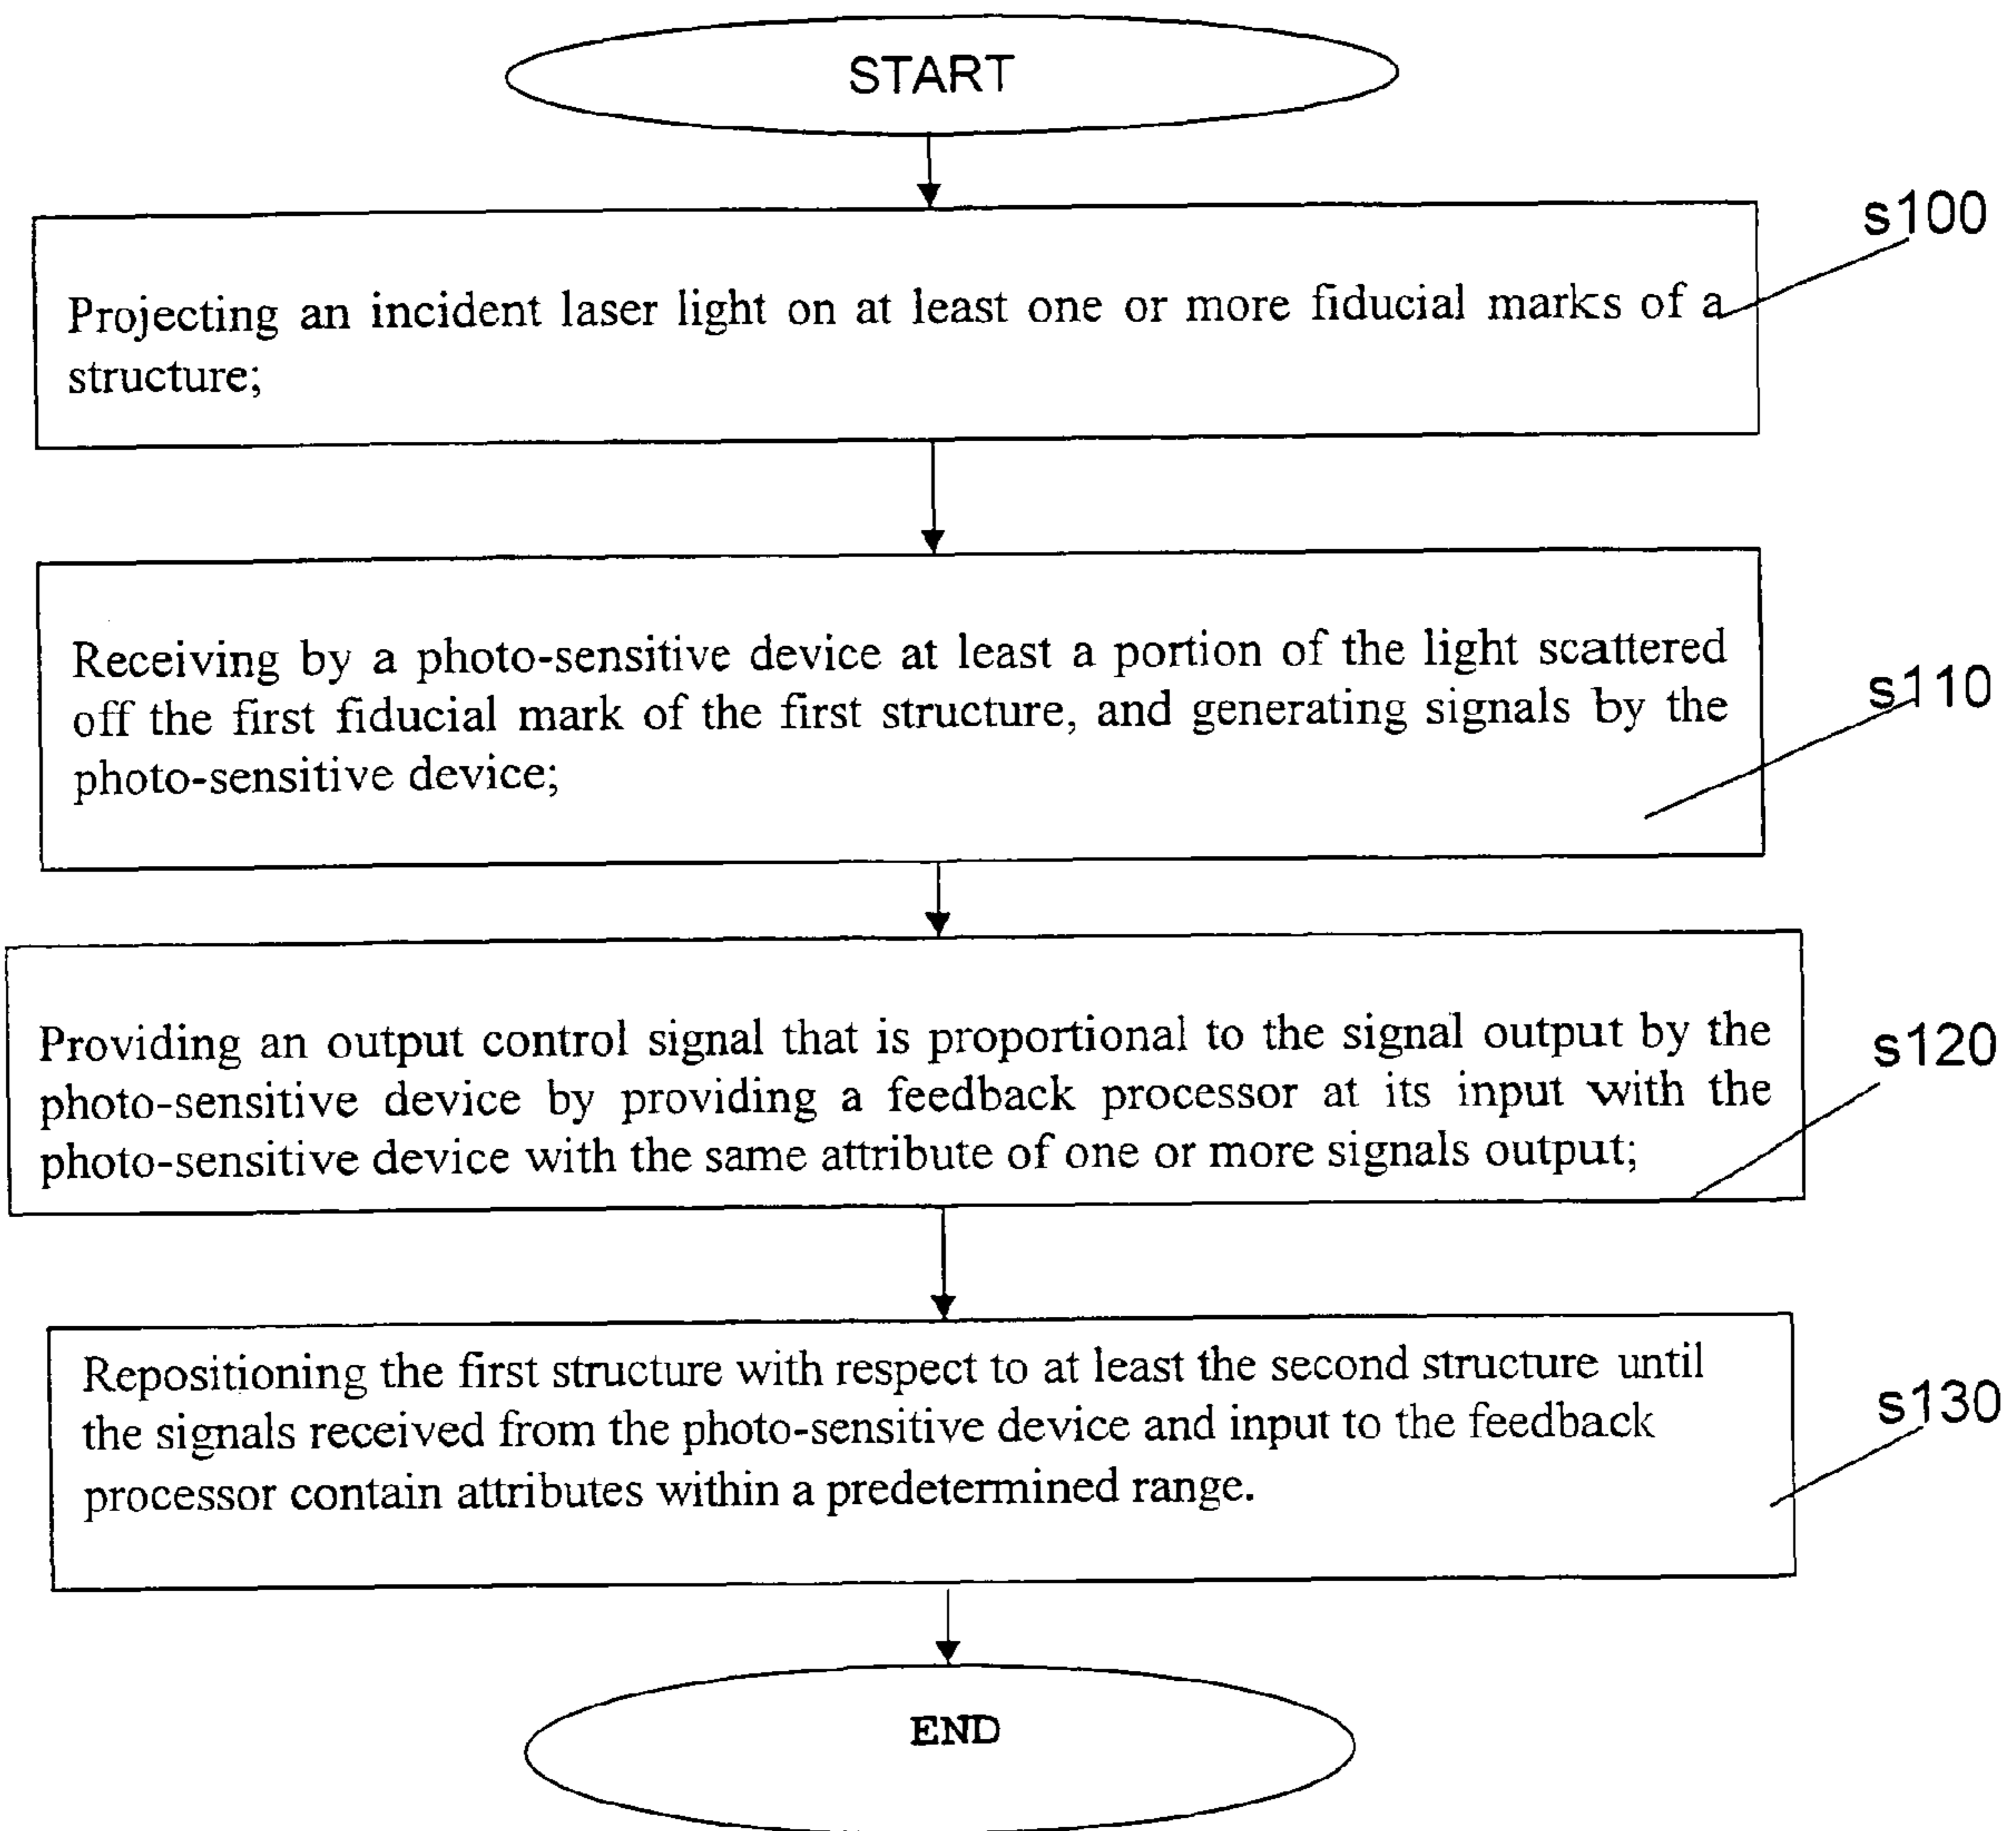 START
s100
Projecting an incident laser light on at least one or more fiducial marks of a
structure;
s110
Receiving by a photo-sensitive device at least a portion of the light scattered
off the first fiducial mark of the first structure, and generating signals by the
photo-sensitive device;
s120
Providing an output control signal that is proportional to the signal output by the
photo-sensitive device by providing a feedback processor at its input with the
photo-sensitive device with the same attribute of one or more signals output;
s130
Repositioning the first structure with respect to at least the second structure until
the signals received from the photo-sensitive device and input to the feedback
processor contain attributes within a predetermined range.
END